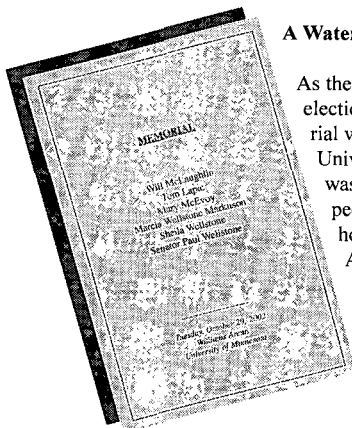 A Water
As the
electio
rial v
Univ
was
pe
he
A
MEMORIAL
Will McLaughlin
Tom Lapic
Mary McEvoy
Marcia Wellstone Markuson
Sheila Wellstone
Senator Paul Wellstone
Tuesday, October 29, 2002
Williams Arena
University of Minnesota